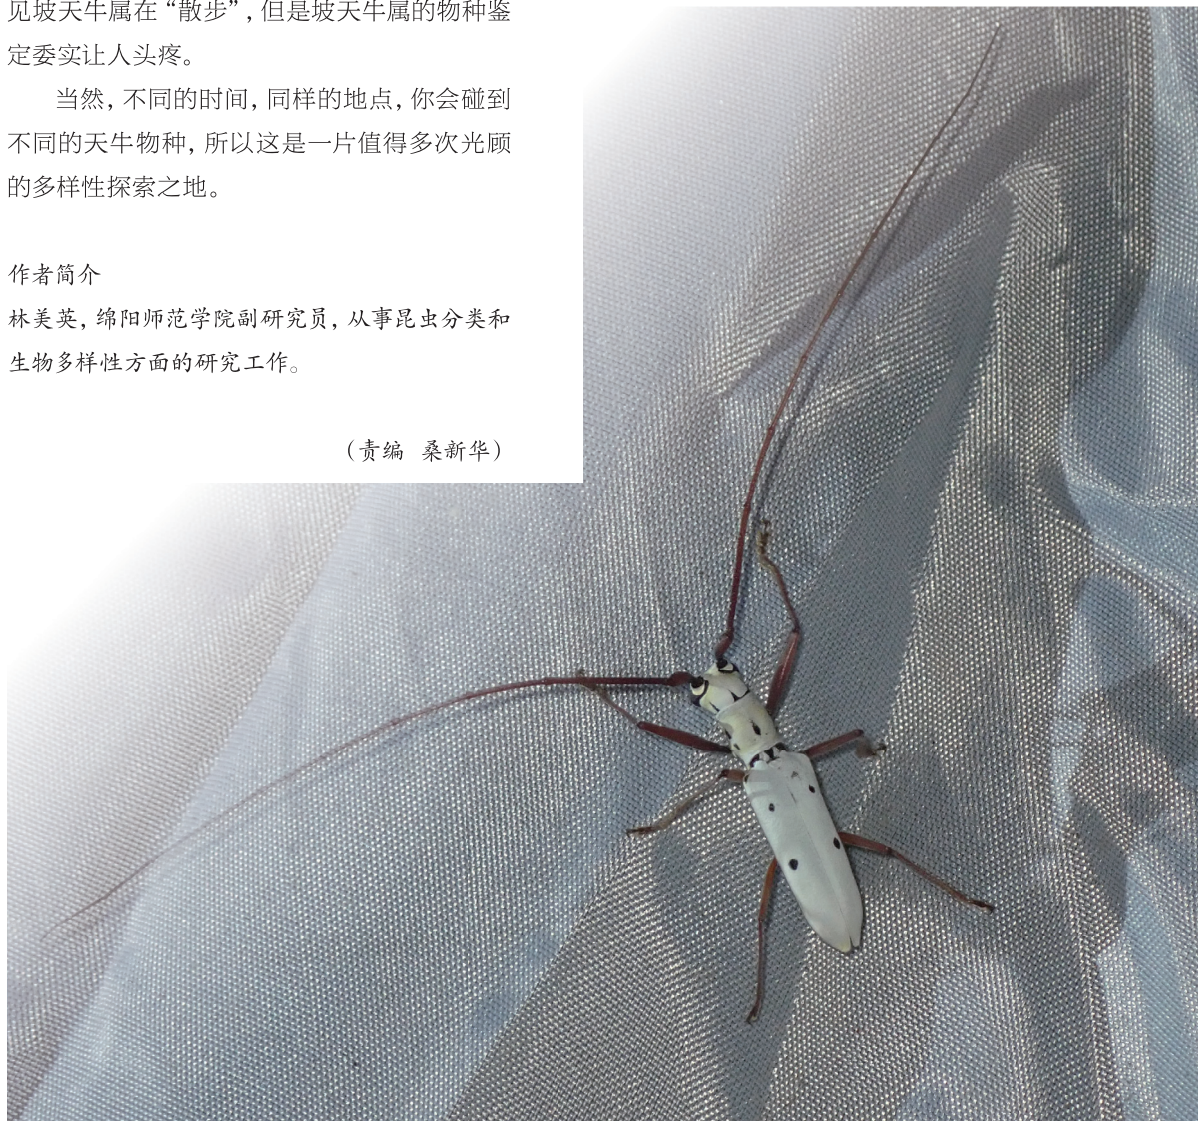 见坡天牛属在“散步”，但是坡天牛属的物种鉴
定委实让人头疼。
当然，不同的时间，同样的地点，你会碰到
不同的天牛物种，所以这是一片值得多次光顾
的多样性探索之地。
作者简介
林美英，绵阳师范学院副研究员，从事昆虫分类和
生物多样性方面的研究工作。
（责编 桑新华）